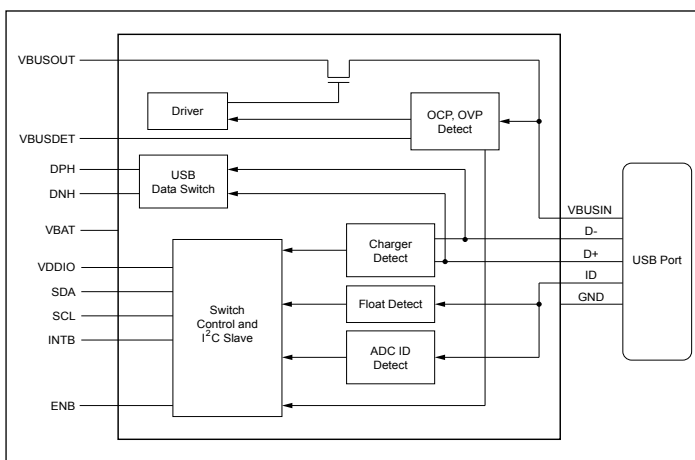 VBUSOUT
Driver
OCP, OVP
Detect
VBUSDET
DPH
DNH
USB
Data Switch
VBAT
VBUSIN
D-
D+
ID
GND
USB Port
Charger
Detect
VDDIO
SDA
SCL
INTB
ENB
Switch
Control and
I²C Slave
Float Detect
ADC ID
Detect